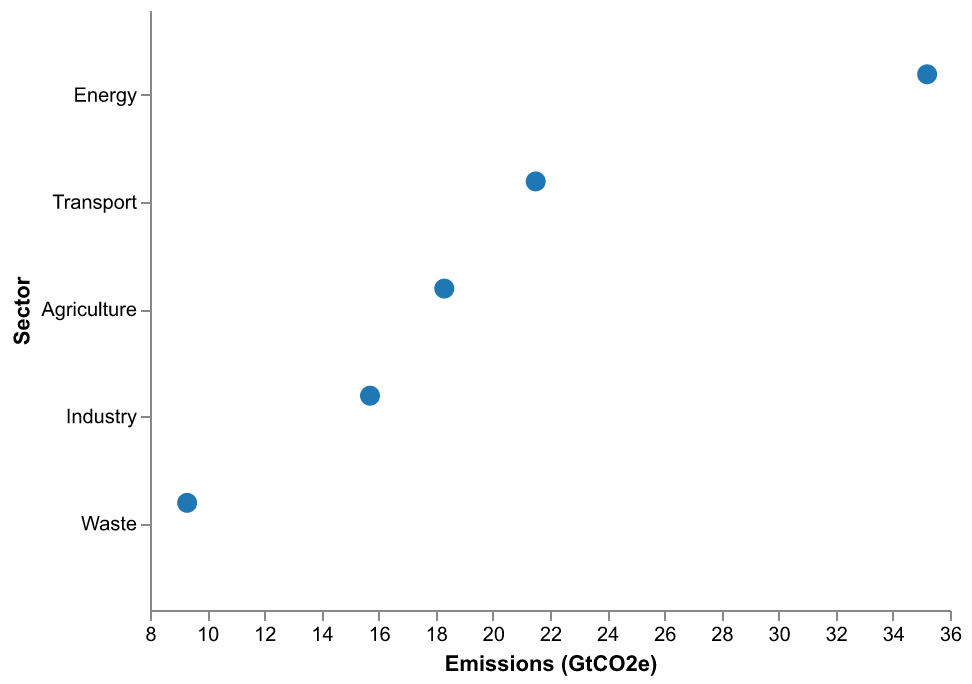 Energy
Transport
Agriculture
Industry
Waste
Sector
8 10 12 14 16 18 20 22 24 26 28 30 32 34 36
Emissions (GtCO2e)